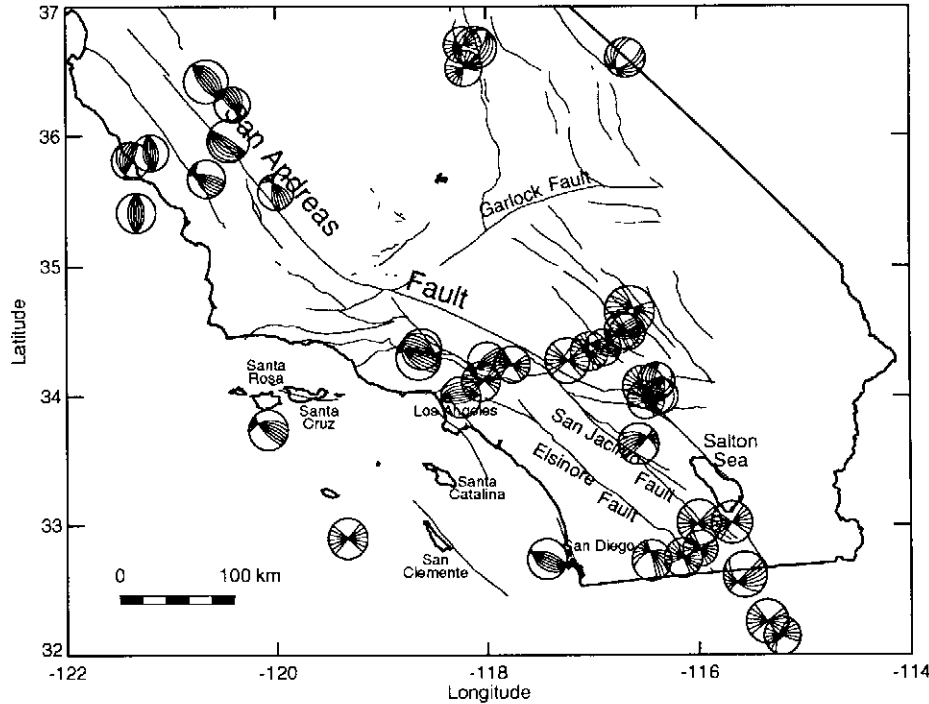 37
36
35
34
33
32
Latitude
San Andreas
Fault
Garlock Fault
Santa
Rosa
Santa
Cruz
Los Angeles
San Jacinto
Fault
Elsinore
Fault
Salton
Sea
Santa
Catalina
San
Clemente
San Diego
0 100 km
-122 -120 -118 -116 -114
Longitude